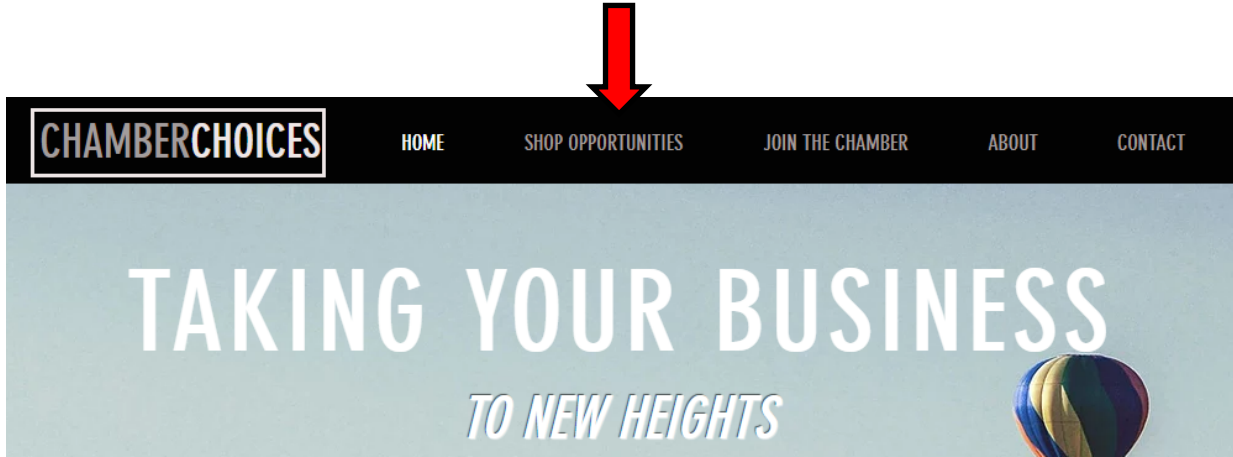 CHAMBERCHOICES HOME SHOP OPPORTUNITIES JOIN THE CHAMBER ABOUT CONTACT
TAKING YOUR BUSINESS
TO NEW HEIGHTS